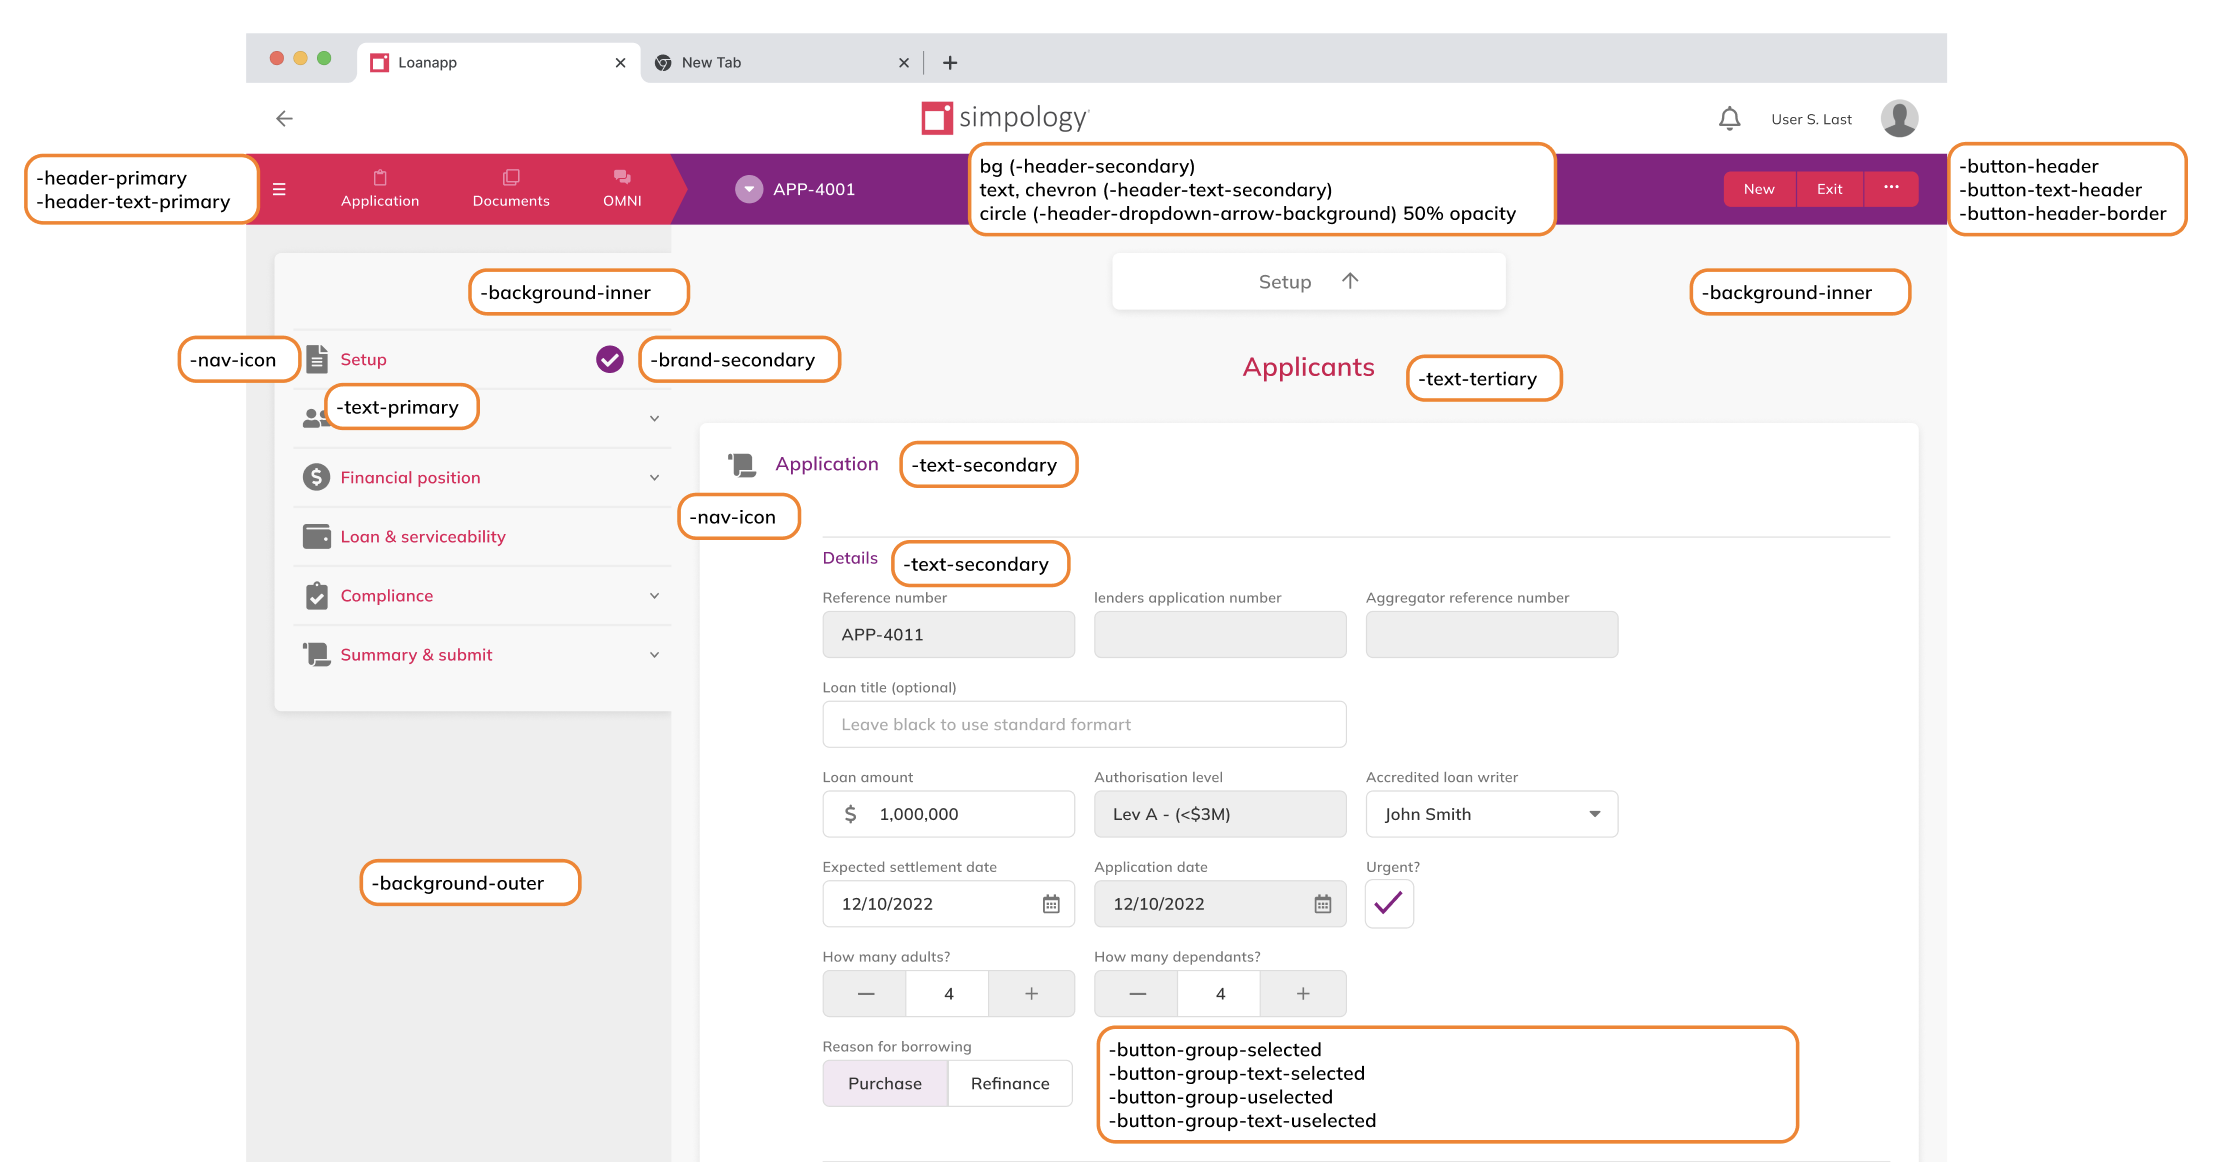 Loanapp
New Tab
simpology
User S. Last
-header-primary
-header-text-primary
Application
Documents
OMNI
APP-4001
bg (-header-secondary)
text, chevron (-header-text-secondary)
circle (-header-dropdown-arrow-background) 50% opacity
New
Exit
-button-header
-button-text-header
-button-header-border
-background-inner
Setup
-background-inner
-nav-icon
Setup
-brand-secondary
Applicants
-text-tertiary
-text-primary
Application
-text-secondary
Financial position
-nav-icon
Loan & serviceability
Details
-text-secondary
Compliance
Summary & submit
-background-outer
Reference number
lenders application number
Aggregator reference number
APP-4011
Loan title (optional)
Leave black to use standard formart
Loan amount
Authorisation level
Accredited loan writer
$ 1,000,000
Lev A - (<$3M)
John Smith
Expected settlement date
Application date
Urgent?
12/10/2022
12/10/2022
How many adults?
How many dependants?
4
4
Reason for borrowing
Purchase
Refinance
-button-group-selected
-button-group-text-selected
-button-group-uselected
-button-group-text-uselected